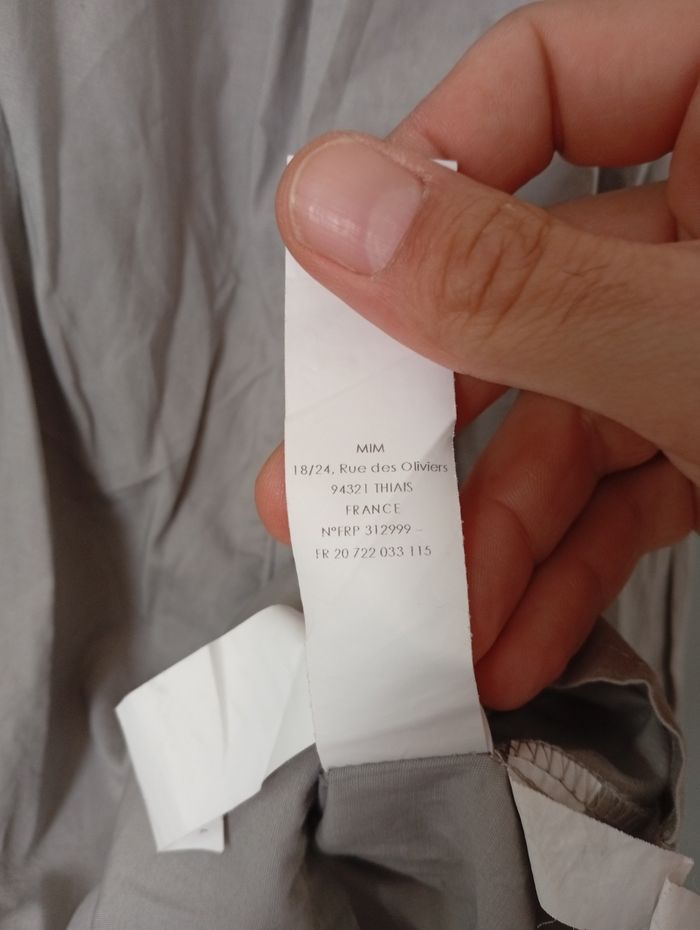 MIM
18/24, Rue des Oliviers
94321 THIAIS
FRANCE
N°FRP 312999 –
FR 20 722 033 115